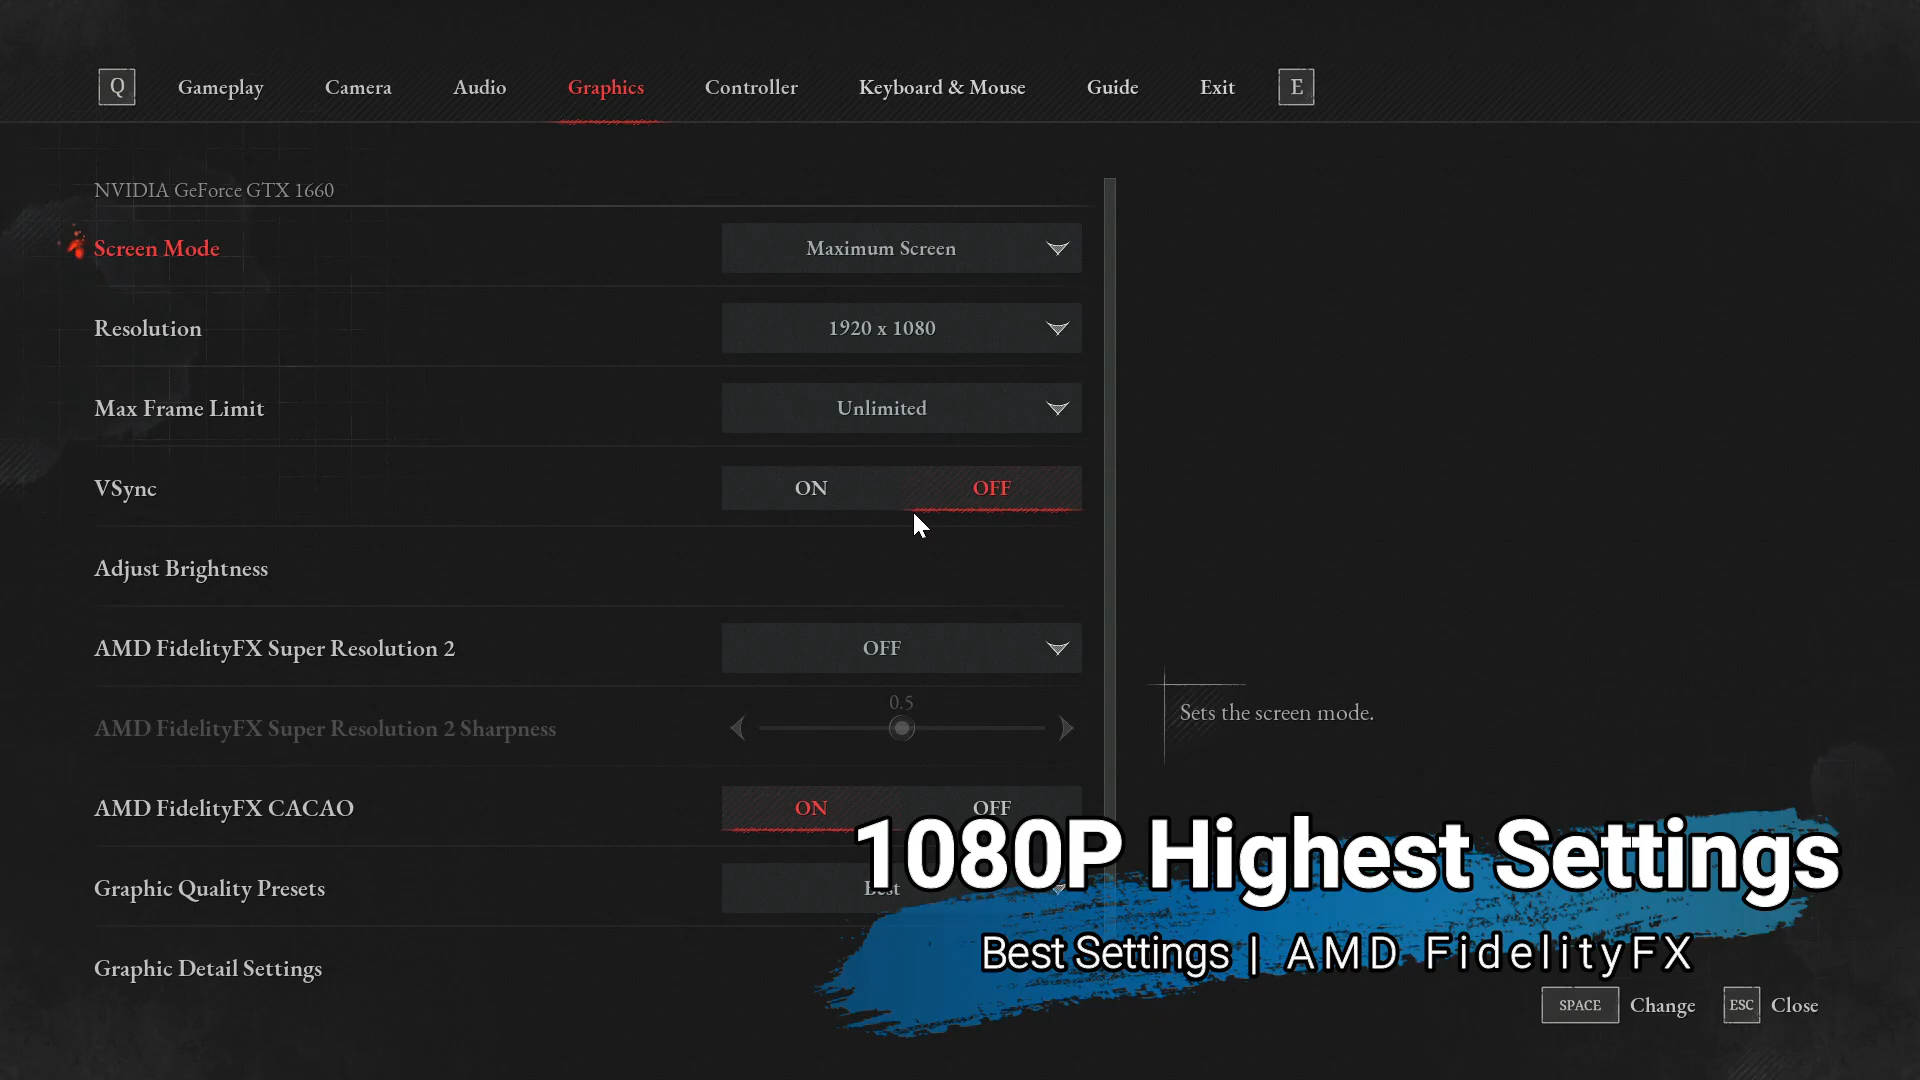 Q Gameplay Camera Audio Graphics Controller Keyboard & Mouse Guide Exit E
NVIDIA GeForce GTX 1660
Screen Mode Maximum Screen
Resolution 1920 x 1080
Max Frame Limit Unlimited
VSync ON OFF
Adjust Brightness
AMD FidelityFX Super Resolution 2 OFF
0.5
AMD FidelityFX Super Resolution 2 Sharpness
Sets the screen mode.
AMD FidelityFX CACAO ON OFF
1080P Highest Settings
Graphic Quality Presets Best
Best Settings | AMD FidelityFX
Graphic Detail Settings
SPACE Change ESC Close